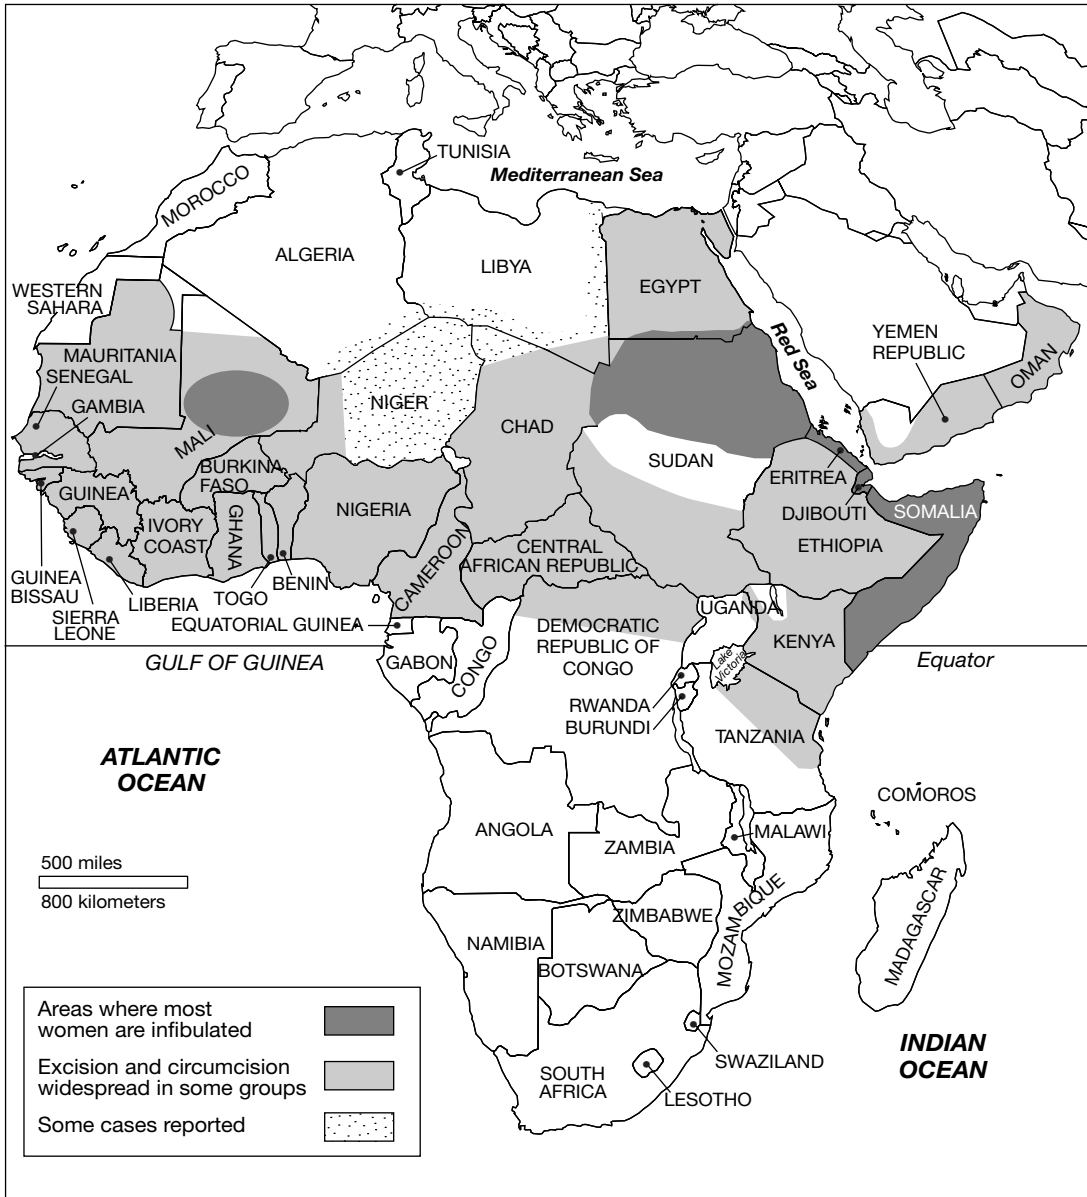 TUNISIA
Mediterranean Sea
MOROCCO
ALGERIA
LIBYA
EGYPT
WESTERN
SAHARA
Red Sea
YEMEN
REPUBLIC
OMAN
MAURITANIA
SENEGAL
GAMBIA
MALI
NIGER
CHAD
SUDAN
ERITREA
DJIBOUTI
SOMALIA
ETHIOPIA
BURKINA
FASO
GUINEA
IVORY
COAST
GHANA
NIGERIA
CAMEROON
CENTRAL
AFRICAN REPUBLIC
GUINEA
BISSAU
SIERRA
LEONE
LIBERIA
TOGO
BENIN
EQUATORIAL GUINEA
UGANDA
KENYA
DEMOCRATIC
REPUBLIC OF
CONGO
GULF OF GUINEA
GABON
CONGO
Lake
Victoria
Equator
RWANDA
BURUNDI
TANZANIA
ATLANTIC
OCEAN
COMOROS
ANGOLA
ZAMBIA
MALAWI
500 miles
800 kilometers
MOZAMBIQUE
MADAGASCAR
ZIMBABWE
NAMIBIA
BOTSWANA
SWAZILAND
SOUTH
AFRICA
LESOTHO
INDIAN
OCEAN
Areas where most
women are infibulated
Excision and circumcision
widespread in some groups
Some cases reported